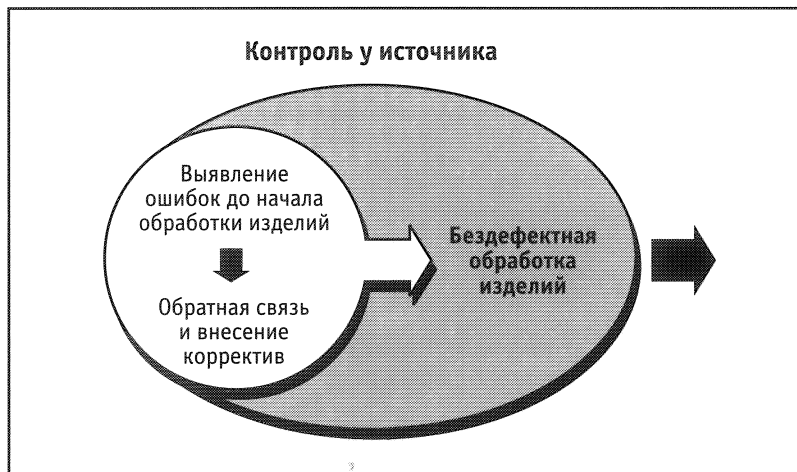 Контроль у источника
Выявление
ошибок до начала
обработки изделий
Обратная связь
и внесение
корректив
Бездефектная
обработка
изделий